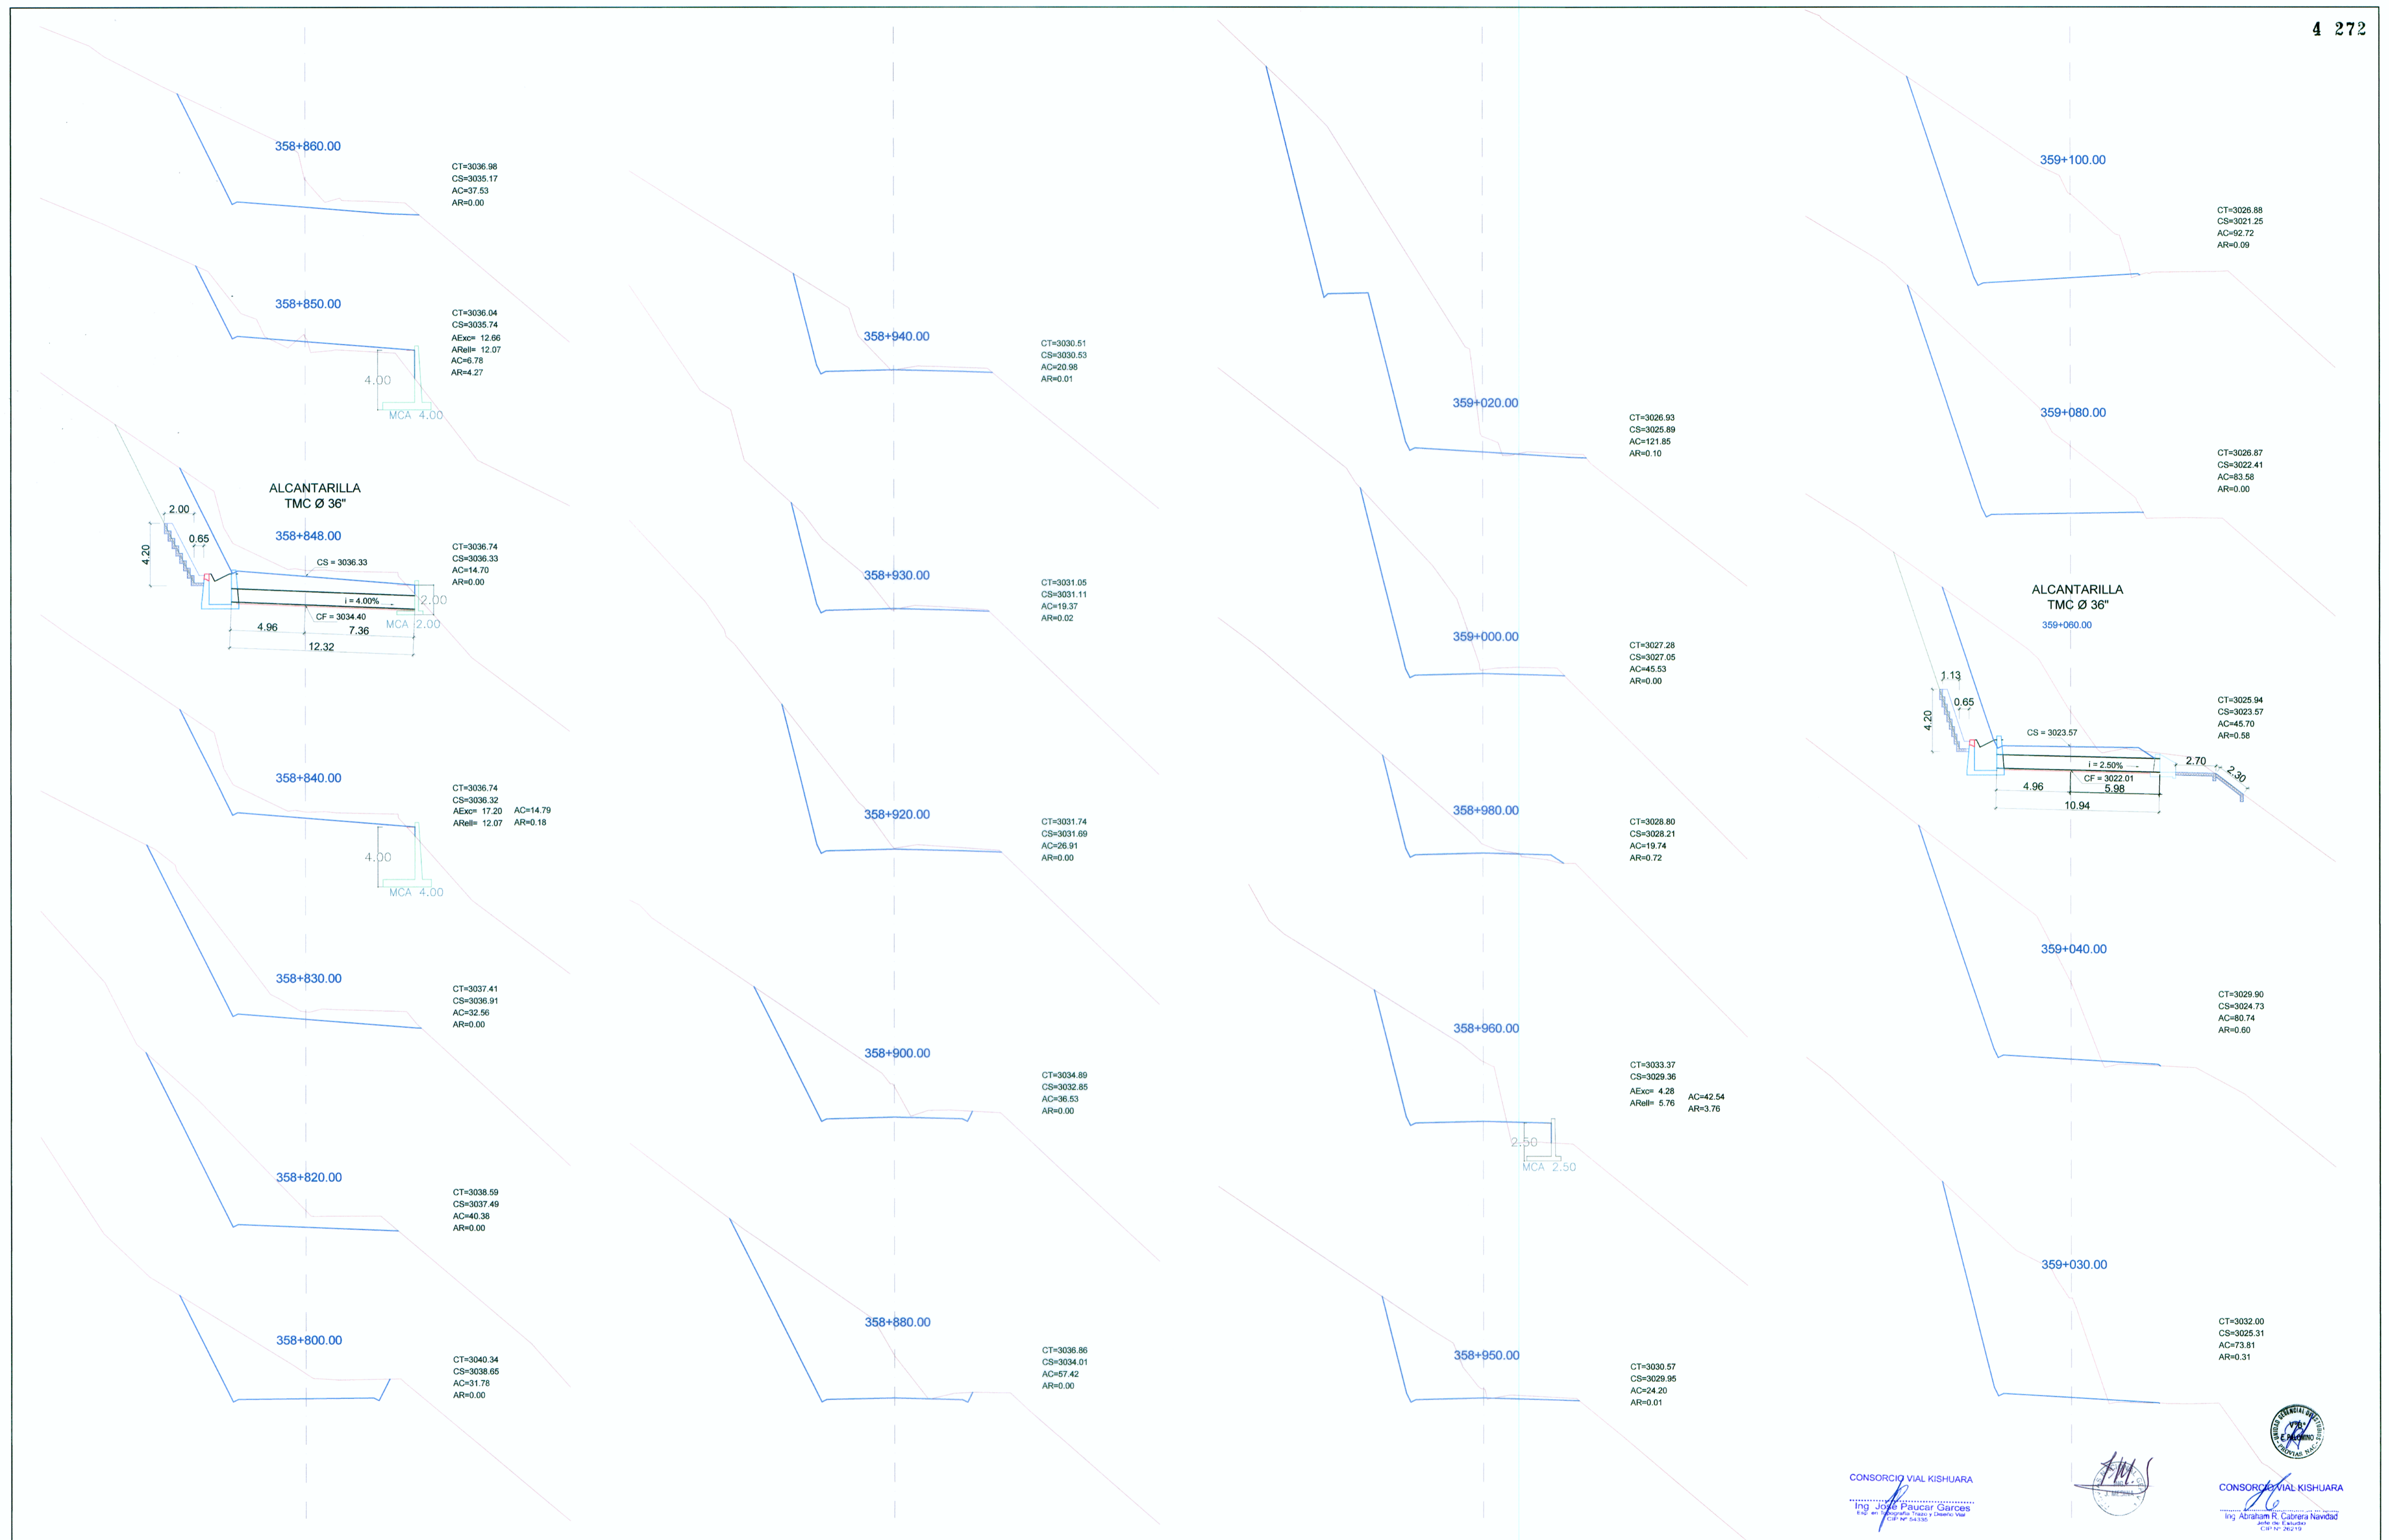 4 272
358+860.00
CT=3036.98
CS=3035.17
AC=37.53
AR=0.00
358+850.00
CT=3036.04
CS=3035.74
AExc= 12.66
ARell= 12.07
AC=6.78
AR=4.27
4.00
MCA 4.00
ALCANTARILLA
TMC Ø 36"
358+848.00
2.00
0.65
4.20
CS = 3036.33
CT=3036.74
CS=3036.33
AC=14.70
AR=0.00
i = 4.00%
2.00
CF = 3034.40
MCA 2.00
4.96
7.36
12.32
358+840.00
CT=3036.74
CS=3036.32
AExc= 17.20 AC=14.79
ARell= 12.07 AR=0.18
4.00
MCA 4.00
358+830.00
CT=3037.41
CS=3036.91
AC=32.56
AR=0.00
358+820.00
CT=3038.59
CS=3037.49
AC=40.38
AR=0.00
358+800.00
CT=3040.34
CS=3038.65
AC=31.78
AR=0.00
358+940.00
CT=3030.51
CS=3030.53
AC=20.98
AR=0.01
358+930.00
CT=3031.05
CS=3031.11
AC=19.37
AR=0.02
358+920.00
CT=3031.74
CS=3031.69
AC=26.91
AR=0.00
358+900.00
CT=3034.89
CS=3032.85
AC=36.53
AR=0.00
358+880.00
CT=3036.86
CS=3034.01
AC=57.42
AR=0.00
359+020.00
CT=3026.93
CS=3025.89
AC=121.85
AR=0.10
359+000.00
CT=3027.28
CS=3027.05
AC=45.53
AR=0.00
358+980.00
CT=3028.80
CS=3028.21
AC=19.74
AR=0.72
358+960.00
CT=3033.37
CS=3029.36
AExc= 4.28 AC=42.54
ARell= 5.76 AR=3.76
2.50
MCA 2.50
358+950.00
CT=3030.57
CS=3029.95
AC=24.20
AR=0.01
359+100.00
CT=3026.88
CS=3021.25
AC=92.72
AR=0.09
359+080.00
CT=3026.87
CS=3022.41
AC=83.58
AR=0.00
ALCANTARILLA
TMC Ø 36"
359+060.00
1.13
0.65
4.20
CS = 3023.57
CT=3025.94
CS=3023.57
AC=45.70
AR=0.58
i = 2.50%
CF = 3022.01
2.70
2.30
4.96
5.98
10.94
359+040.00
CT=3029.90
CS=3024.73
AC=80.74
AR=0.60
359+030.00
CT=3032.00
CS=3025.31
AC=73.81
AR=0.31
CONSORCIO VIAL KISHUARA
Ing. José Paucar Garces
Esp. en Topografía Trazo y Diseño Vial
CIP Nº 54335
CONSORCIO VIAL KISHUARA
Ing Abraham R. Cabrera Navidad
Jefe de Estudio
CIP Nº 26219